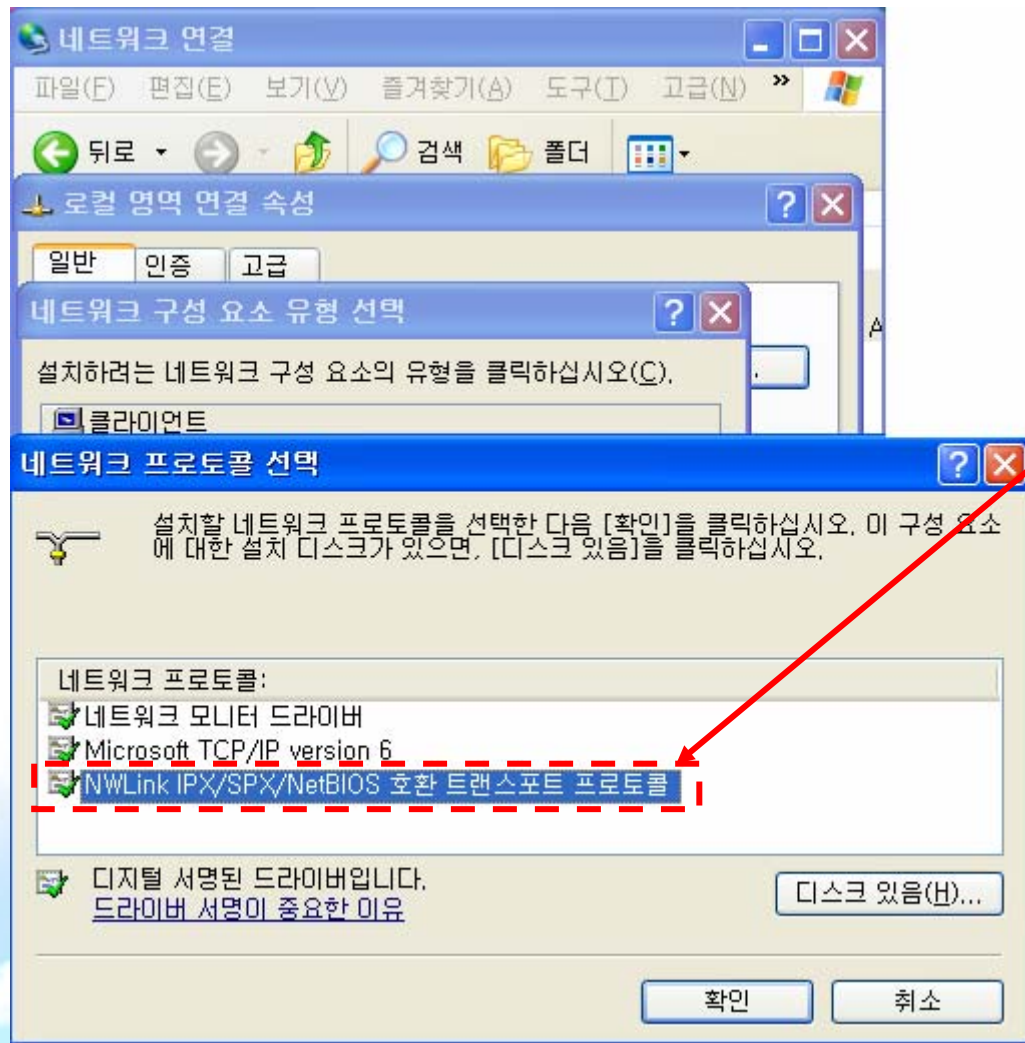 네트워크 연결
파일(F) 편집(E) 보기(V) 즐겨찾기(A) 도구(T) 고급(N) »
뒤로 검색 폴더
로컬 영역 연결 속성
일반 인증 고급
네트워크 구성 요소 유형 선택
설치하려는 네트워크 구성 요소의 유형을 클릭하십시오(C).
클라이언트
네트워크 프로토콜 선택
설치할 네트워크 프로토콜을 선택한 다음 [확인]을 클릭하십시오. 이 구성 요소
에 대한 설치 디스크가 있으면, [디스크 있음]을 클릭하십시오.
네트워크 프로토콜:
네트워크 모니터 드라이버
Microsoft TCP/IP version 6
NWLink IPX/SPX/NetBIOS 호환 트랜스포트 프로토콜
디지털 서명된 드라이버입니다.
드라이버 서명이 중요한 이유
디스크 있음(H)...
확인 취소